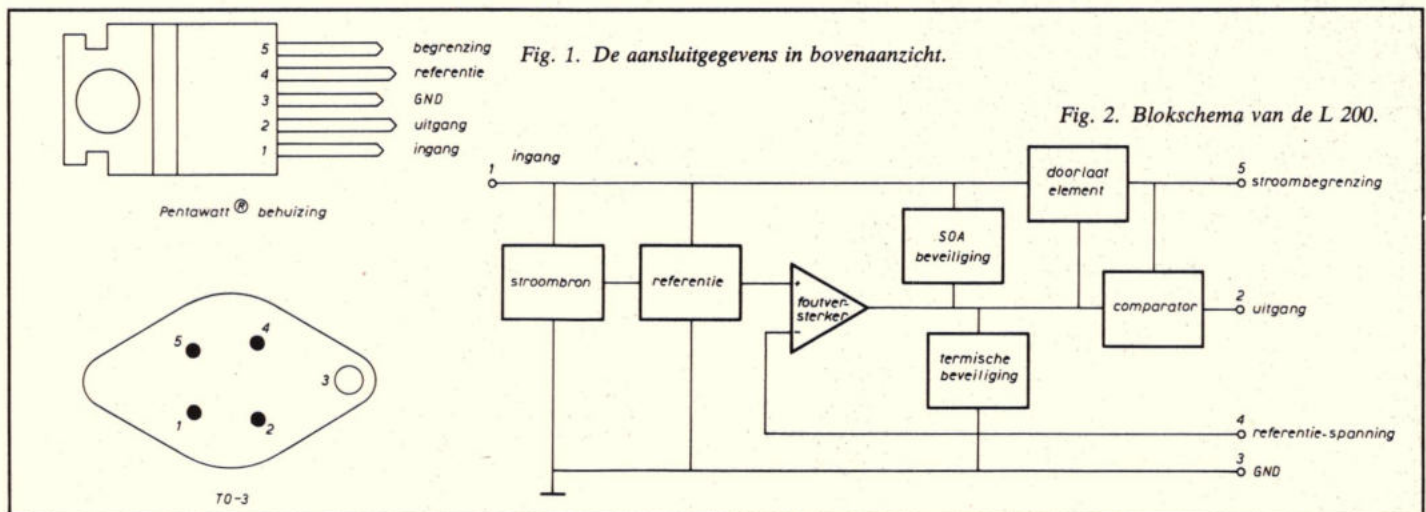 Fig. 1. De aansluitgegevens in bovenaanzicht.
5 begrenzing
4 referentie
3 GND
2 uitgang
1 ingang
Pentawatt® behuizing
5
4
3
1
2
TO-3
Fig. 2. Blokschema van de L 200.
1
ingang
stroombron
referentie
+
foutver-
sterker
-
SOA
beveiliging
termische
beveiliging
doorlaat
element
comparator
5
stroombegrenzing
2
uitgang
4
referentie-spanning
3
GND